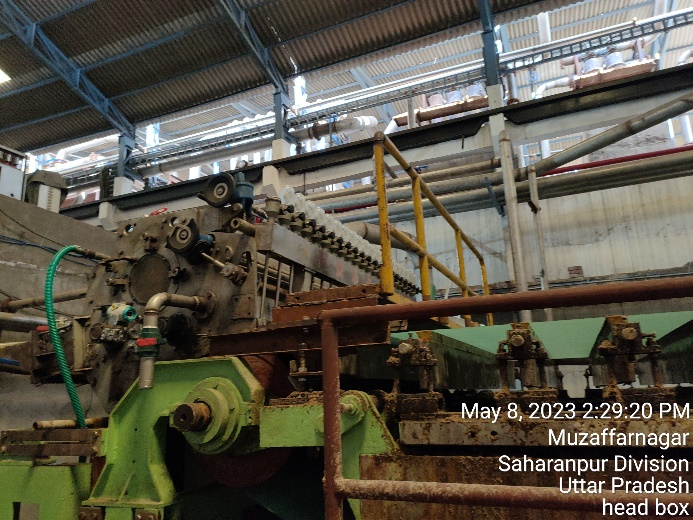 May 8, 2023 2:29:20 PM
Muzaffarnagar
Saharanpur Division
Uttar Pradesh
head box